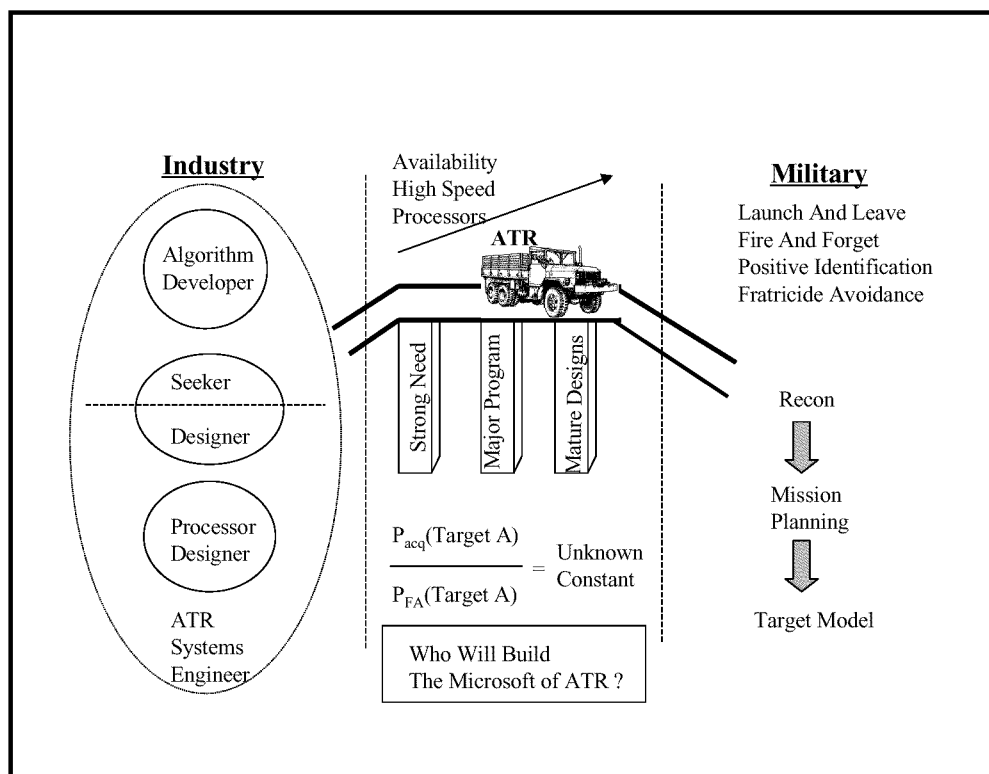 Industry
Algorithm
Developer
Seeker
Designer
Processor
Designer
ATR
Systems
Engineer
Availability
High Speed
Processors
ATR
Strong Need
Major Program
Mature Designs
Pacq(Target A)
PFA(Target A)
= Unknown
Constant
Who Will Build
The Microsoft of ATR ?
Military
Launch And Leave
Fire And Forget
Positive Identification
Fratricide Avoidance
Recon
Mission
Planning
Target Model